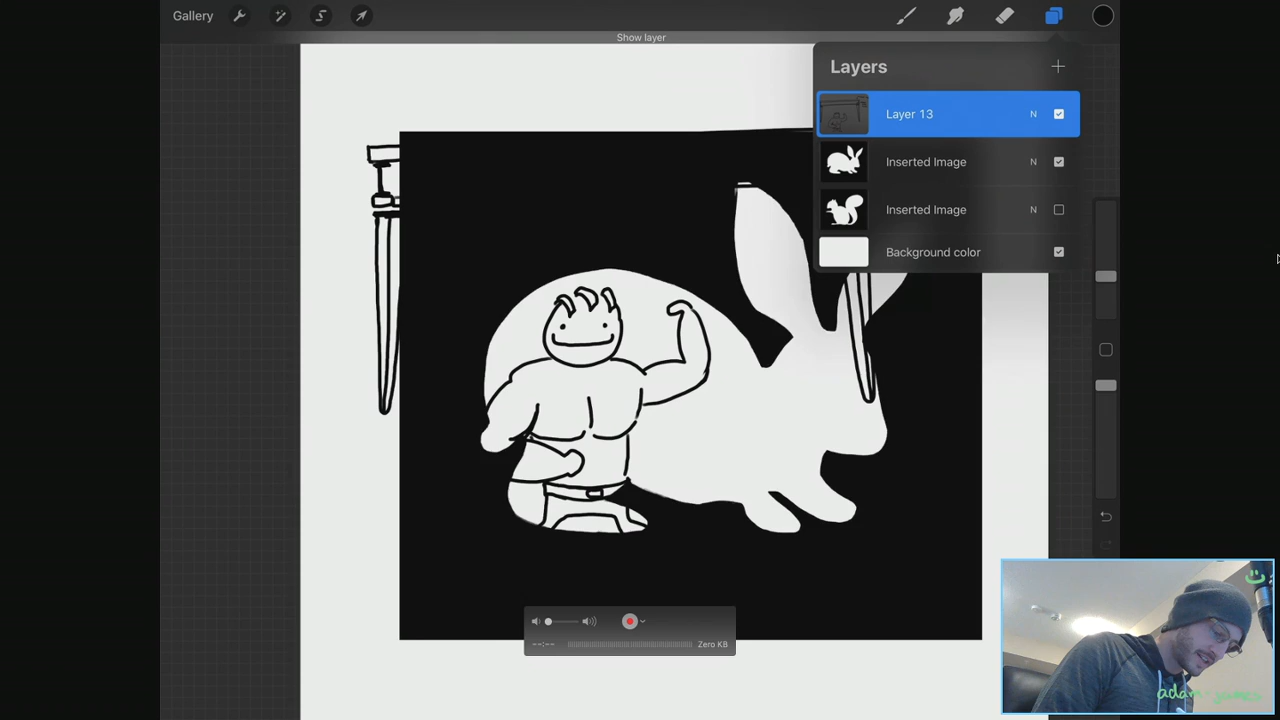 Gallery
Show layer
Layers
Layer 13 N
Inserted Image N
Inserted Image N
Background color
--:-- Zero KB
adam games